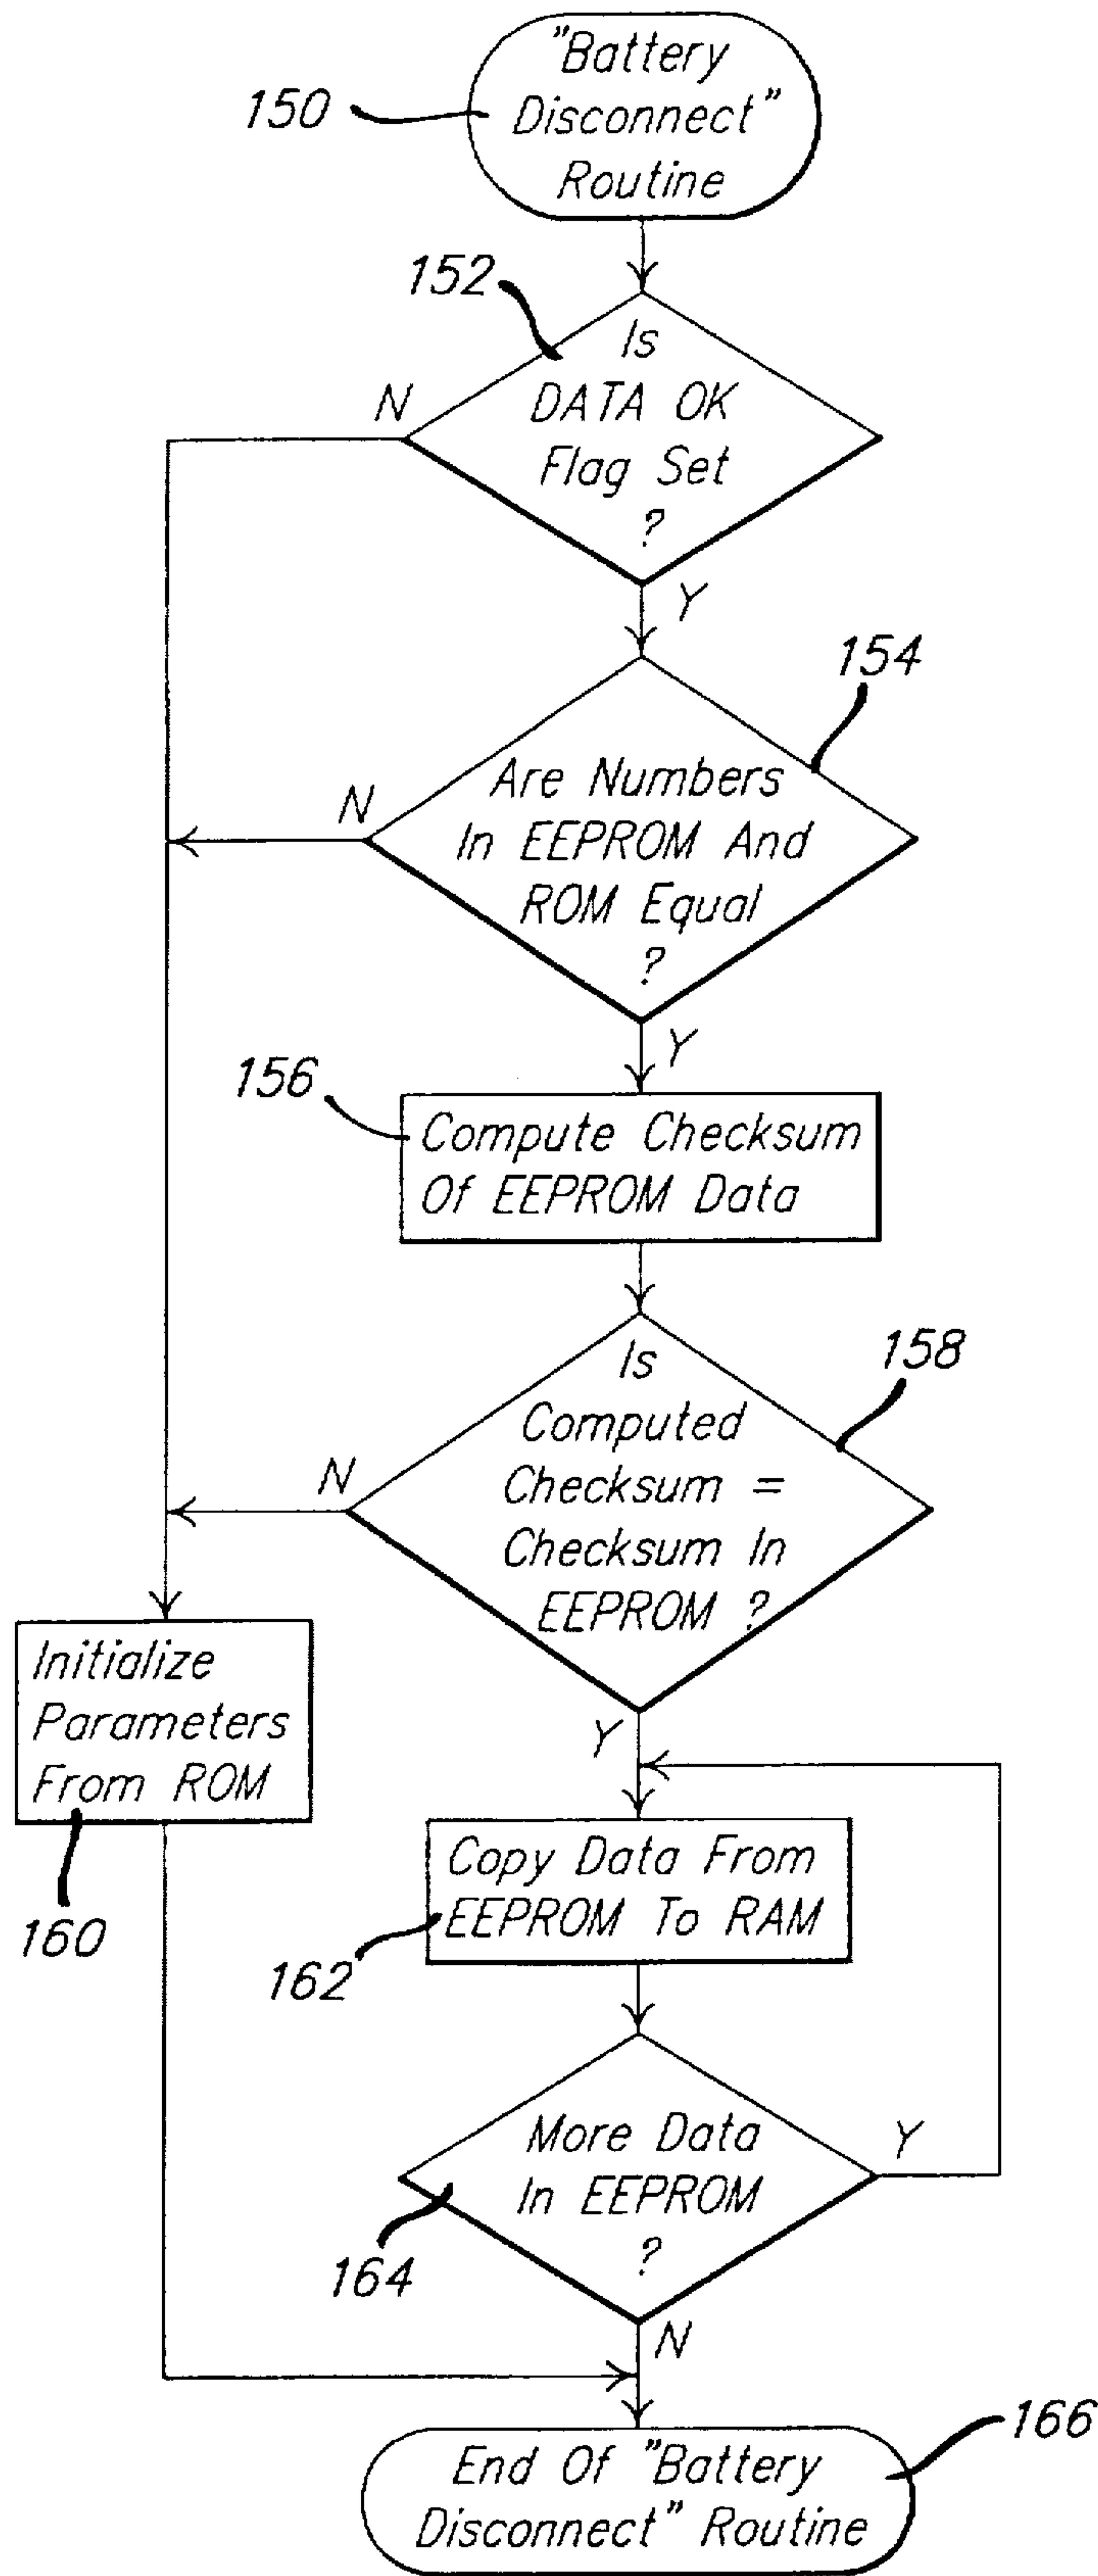 "Battery
Disconnect"
Routine
150
152
Is
DATA OK
Flag Set
?
N
Y
154
Are Numbers
In EEPROM And
ROM Equal
?
N
Y
156
Compute Checksum
Of EEPROM Data
158
Is
Computed
Checksum =
Checksum In
EEPROM ?
N
Y
Initialize
Parameters
From ROM
160
Copy Data From
EEPROM To RAM
162
More Data
In EEPROM
?
Y
164
N
166
End Of "Battery
Disconnect" Routine